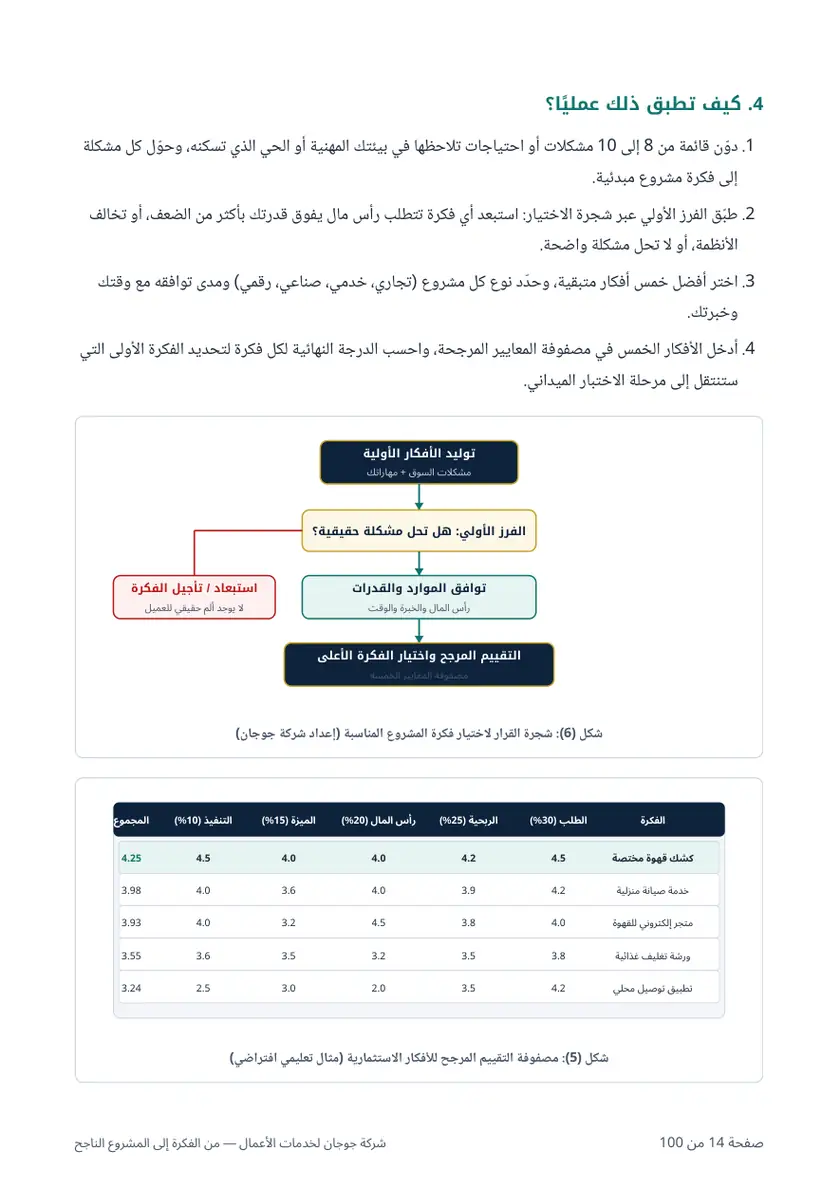 4. كيف تطبق ذلك عمليًا؟
1. دوّن قائمة من 8 إلى 10 مشكلات أو احتياجات تلاحظها في بيئتك المهنية أو الحي الذي تسكنه، وحوّل كل مشكلة
إلى فكرة مشروع مبدئية.
2. طبّق الفرز الأولي عبر شجرة الاختيار: استبعد أي فكرة تتطلب رأس مال يفوق قدرتك بأكثر من الضعف، أو تخالف
الأنظمة، أو لا تحل مشكلة واضحة.
3. اختر أفضل خمس أفكار متبقية، وحدّد نوع كل مشروع (تجاري، خدمي، صناعي، رقمي) ومدى توافقه مع وقتك
وخبرتك.
4. أدخل الأفكار الخمس في مصفوفة المعايير المرجحة، واحسب الدرجة النهائية لكل فكرة لتحديد الفكرة الأولى التي
ستنتقل إلى مرحلة الاختبار الميداني.
توليد الأفكار الأولية
مشكلات السوق + مهاراتك
الفرز الأولي: هل تحل مشكلة حقيقية؟
توافق الموارد والقدرات
رأس المال والخبرة والوقت
استبعاد / تأجيل الفكرة
لا يوجد ألم حقيقي للعميل
التقييم المرجح واختيار الفكرة الأعلى
مصفوفة المعايير الخمسة
شكل (6): شجرة القرار لاختيار فكرة المشروع المناسبة (إعداد شركة جوجان)
الفكرة الطلب (30%) الربحية (25%) رأس المال (20%) الميزة (15%) التنفيذ (10%) المجموع
كشك قهوة مختصة 4.5 4.2 4.0 4.0 4.5 4.25
خدمة صيانة منزلية 4.2 3.9 4.0 3.6 4.0 3.98
متجر إلكتروني للقهوة 4.0 3.8 4.5 3.2 4.0 3.93
ورشة تغليف غذائية 3.8 3.5 3.2 3.5 3.6 3.55
تطبيق توصيل محلي 4.2 3.5 2.0 3.0 2.5 3.24
شكل (5): مصفوفة التقييم المرجح للأفكار الاستثمارية (مثال تعليمي افتراضي)
صفحة 14 من 100
شركة جوجان لخدمات الأعمال — من الفكرة إلى المشروع الناجح